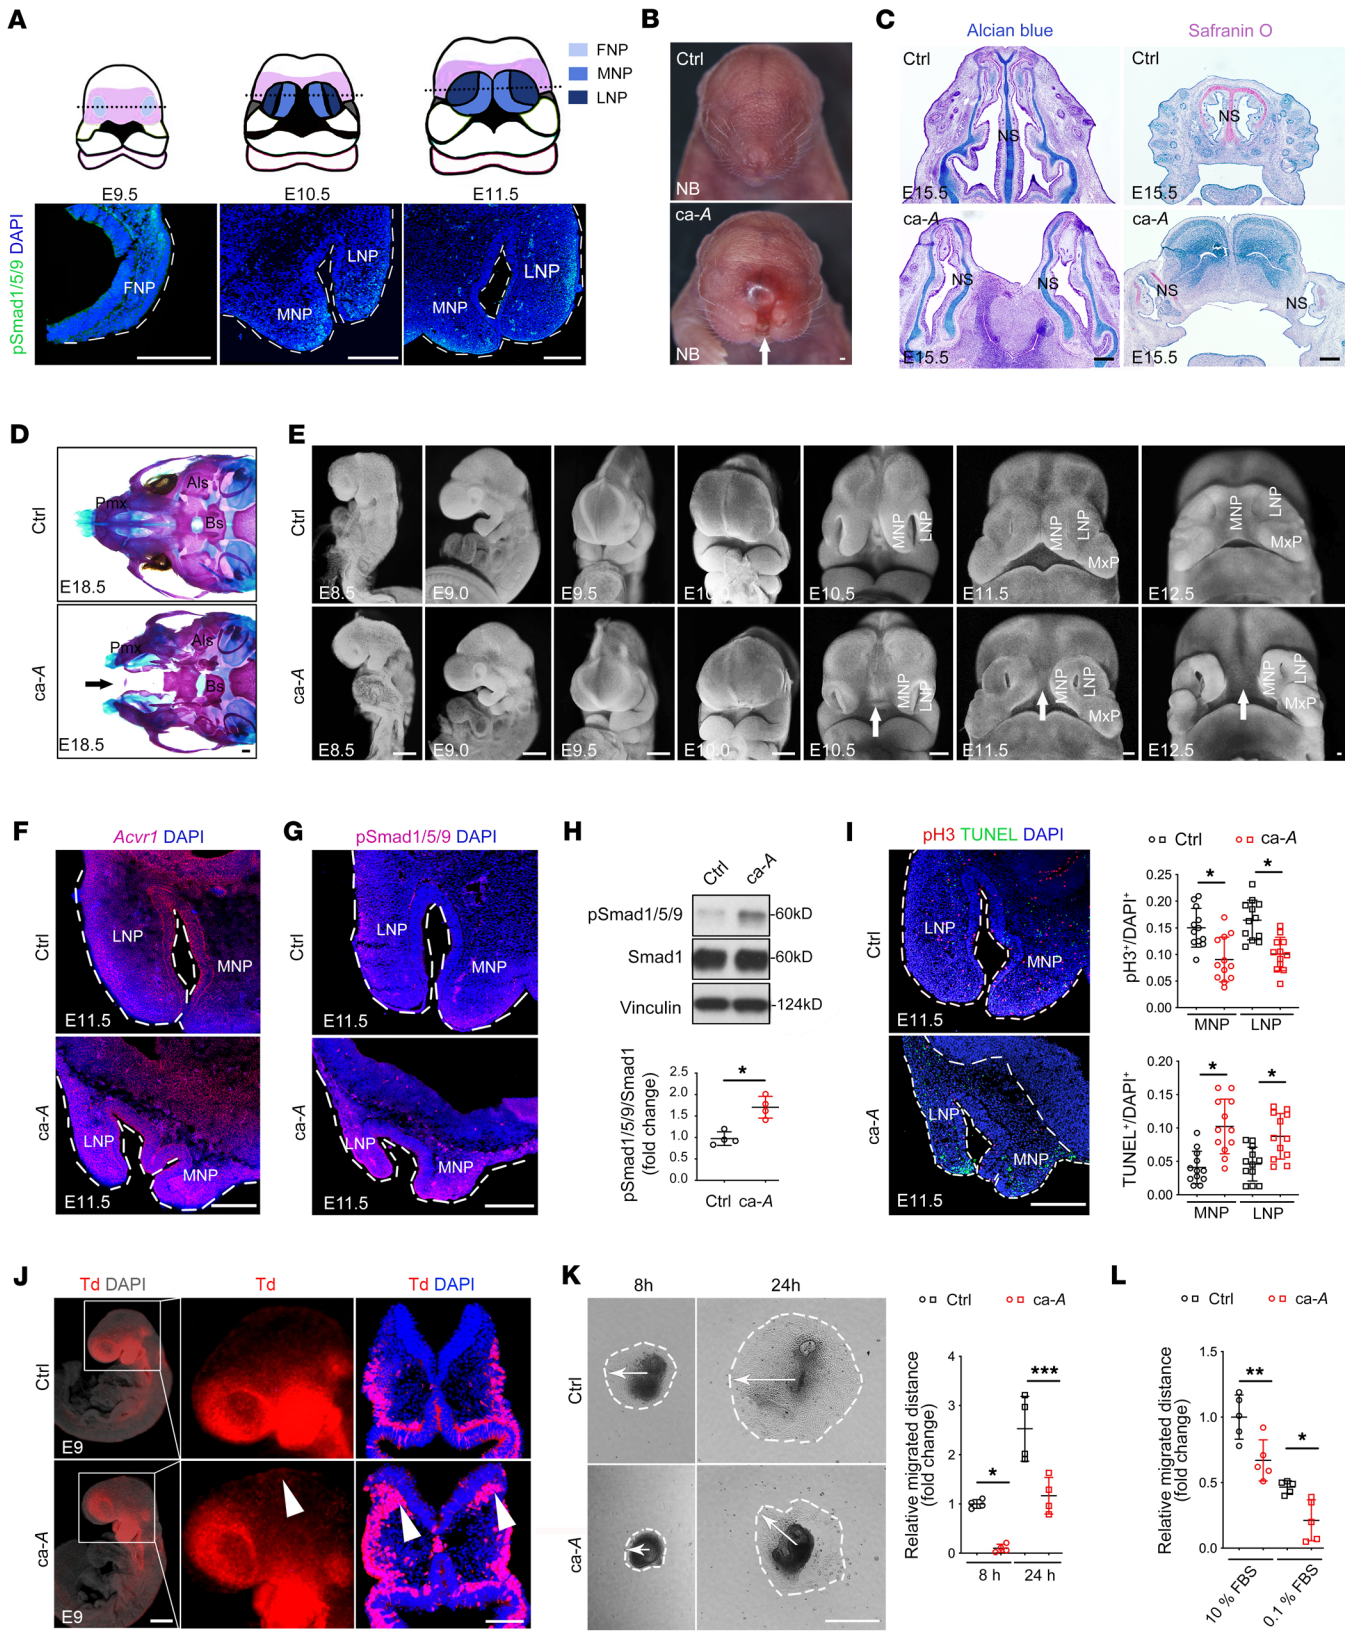 A
FNP
MNP
LNP
E9.5
E10.5
E11.5
pSmad1/5/9 DAPI
FNP
MNP
LNP
MNP
LNP
B
Ctrl
NB
ca-A
NB
C
Alcian blue
Safranin O
Ctrl
NS
E15.5
Ctrl
NS
E15.5
ca-A
NS
NS
E15.5
ca-A
NS
NS
E15.5
D
Ctrl
Pmx
Als
Bs
E18.5
ca-A
Pmx
Als
Bs
E18.5
E
Ctrl
E8.5
E9.0
E9.5
E10.0
MNP
LNP
E10.5
MNP
LNP
MxP
E11.5
MNP
LNP
MxP
E12.5
ca-A
E8.5
E9.0
E9.5
E10.0
MNP
LNP
E10.5
MNP
LNP
MxP
E11.5
MNP
LNP
MxP
E12.5
F
Acvr1 DAPI
Ctrl
LNP
MNP
E11.5
ca-A
LNP
MNP
E11.5
G
pSmad1/5/9 DAPI
Ctrl
LNP
MNP
E11.5
ca-A
LNP
MNP
E11.5
H
Ctrl
ca-A
pSmad1/5/9
-60kD
Smad1
-60kD
Vinculin
-124kD
pSmad1/5/9/Smad1
(fold change)
2.5
2.0
1.5
1.0
0.5
0.0
*
Ctrl ca-A
I
pH3 TUNEL DAPI
Ctrl
LNP
MNP
E11.5
ca-A
LNP
MNP
E11.5
Ctrl
ca-A
pH3+/DAPI+
0.25
0.20
0.15
0.10
0.05
0.00
*
*
MNP
LNP
TUNEL+/DAPI+
0.20
0.15
0.10
0.05
0.00
*
*
MNP
LNP
J
Td DAPI
Td
Td DAPI
Ctrl
E9
ca-A
E9
K
8h
24h
Ctrl
ca-A
Ctrl
ca-A
Relative migrated distance
(fold change)
4
3
2
1
0
*
***
8 h
24 h
L
Ctrl
ca-A
Relative migrated distance
(fold change)
1.5
1.0
0.5
0.0
**
*
10 % FBS
0.1 % FBS